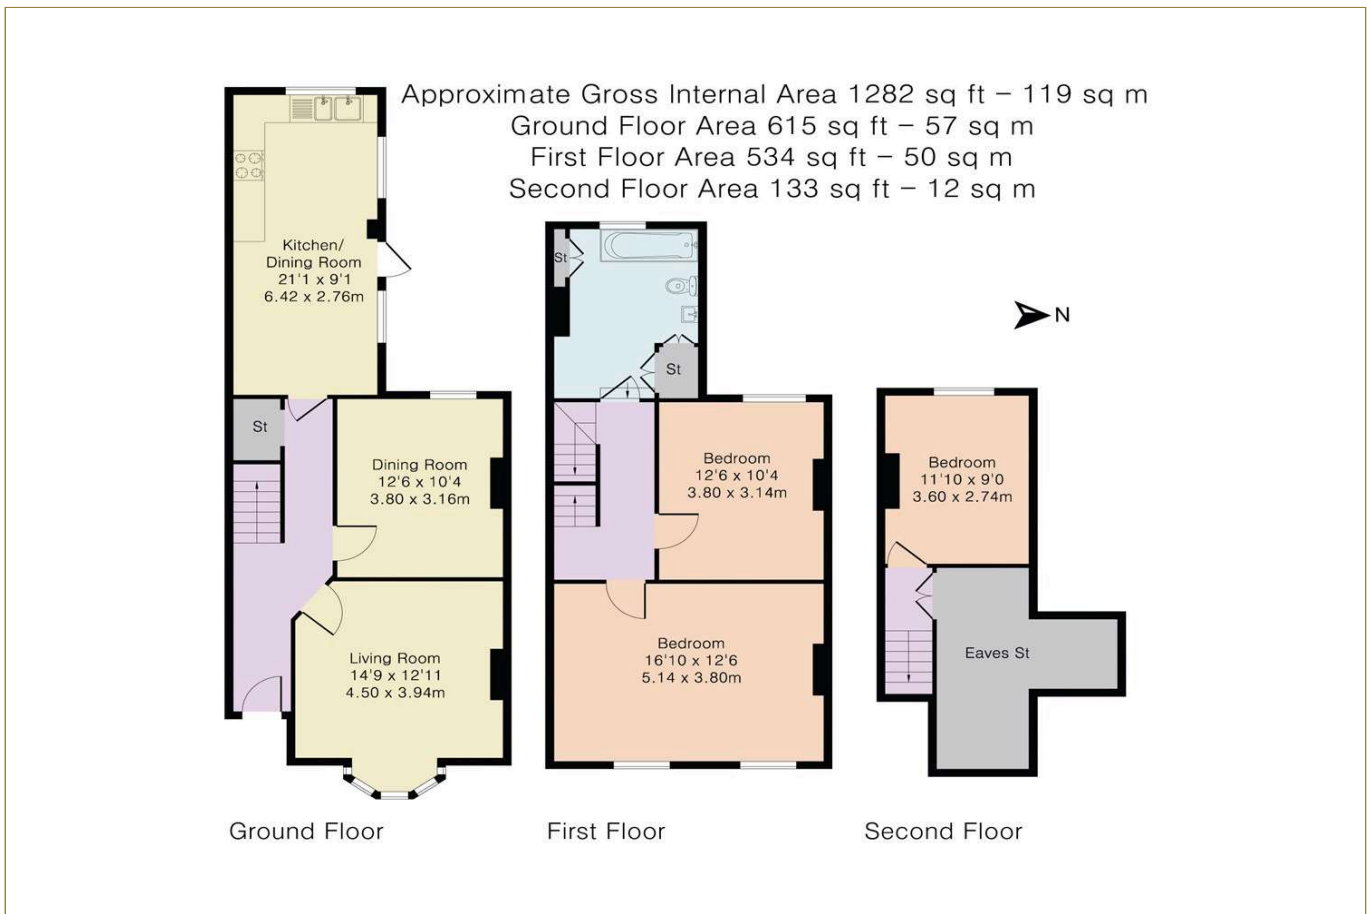 Approximate Gross Internal Area 1282 sq ft – 119 sq m
Ground Floor Area 615 sq ft – 57 sq m
First Floor Area 534 sq ft – 50 sq m
Second Floor Area 133 sq ft – 12 sq m
Kitchen/
Dining Room
21'1 x 9'1
6.42 x 2.76m
St
Dining Room
12'6 x 10'4
3.80 x 3.16m
Living Room
14'9 x 12'11
4.50 x 3.94m
Ground Floor
St
St
Bedroom
12'6 x 10'4
3.80 x 3.14m
Bedroom
16'10 x 12'6
5.14 x 3.80m
First Floor
N
Bedroom
11'10 x 9'0
3.60 x 2.74m
Eaves St
Second Floor